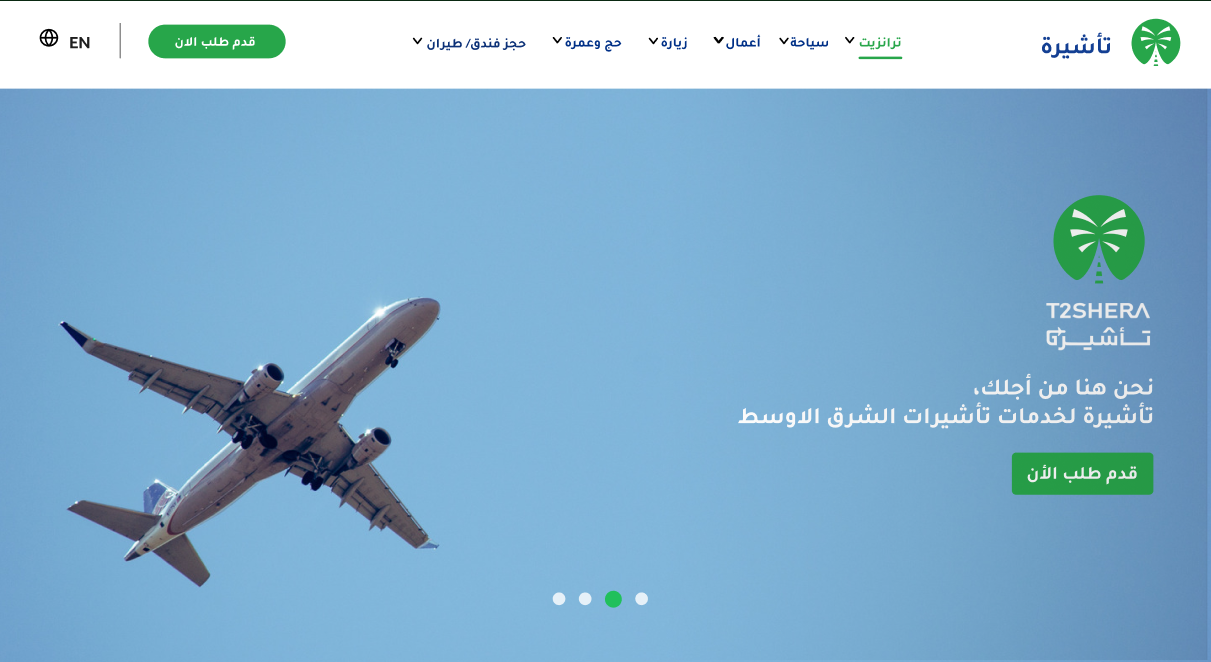 تأشيرة
ترانزيت
سياحة
أعمال
زيارة
حج وعمرة
حجز فندق/ طيران
قدم طلب الان
EN
T2SHERA
تـــأشيـــرة
نحن هنا من أجلك،
تأشيرة لخدمات تأشيرات الشرق الاوسط
قدم طلب الأن